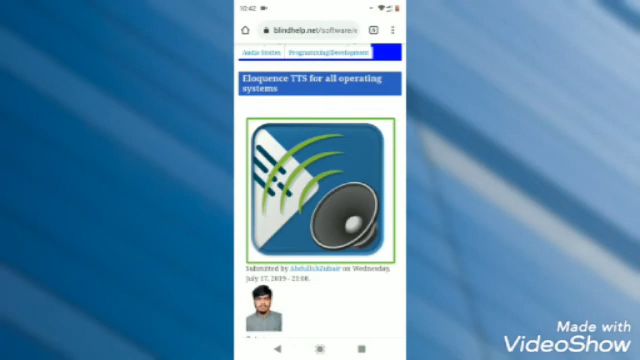 10:42
blindhelp.net/software/e
Audio Stories Programming/Development
Eloquence TTS for all operating
systems
Submitted by AbdullahZubair on Wednesday,
July 17, 2019 - 23:08.
Made with
VideoShow